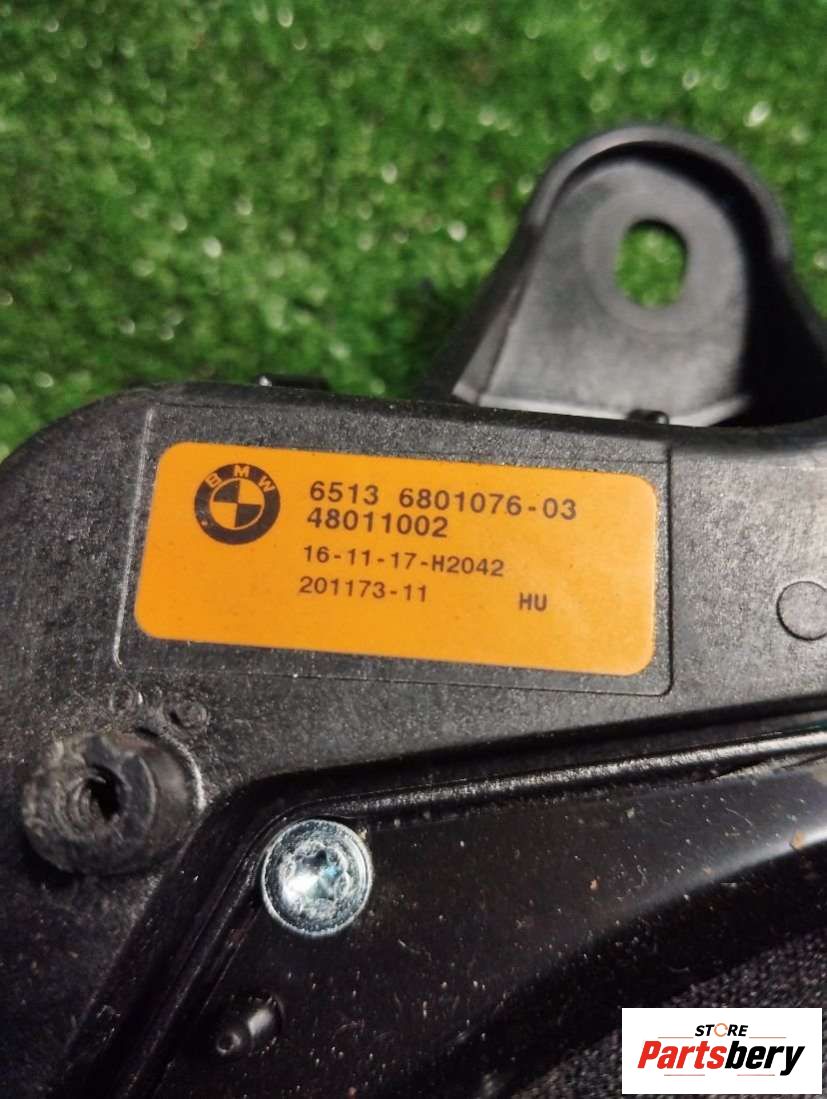 BMW
6513 6801076-03
48011002
16-11-17-H2042
201173-11 HU
STORE
Partsbery